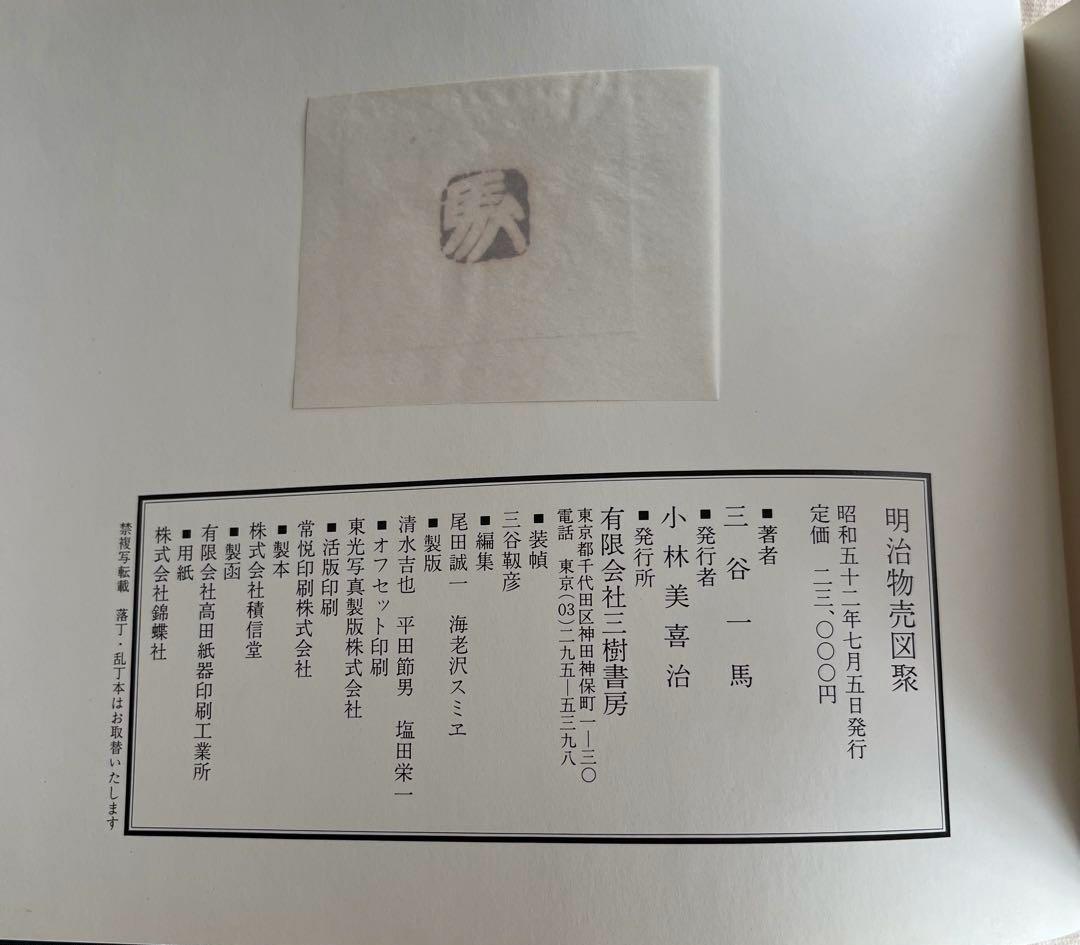 明治物売図聚
昭和五十二年七月五日発行
定価　二三、〇〇〇円
■著者
三谷一馬
■発行者
小林美喜治
■発行所
有限会社三樹書房
東京都千代田区神田神保町一―三〇
電話　東京(03)二九五―五三九八
■装幀
三谷靱彦
■編集
尾田誠一　海老沢スミヱ
■製版
清水吉也　平田節男　塩田栄一
■オフセット印刷
東光写真製版株式会社
■活版印刷
常悦印刷株式会社
■製本
株式会社積信堂
■製函
有限会社高田紙器印刷工業所
■用紙
株式会社錦蝶社
禁複写転載　落丁・乱丁本はお取替いたします